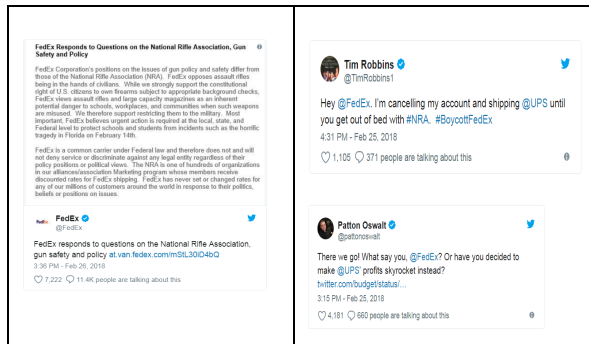 FedEx Responds to Questions on the National Rifle Association, Gun
Safety and Policy
FedEx Corporation's positions on the issues of gun policy and safety differ from
those of the National Rifle Association (NRA). FedEx opposes assault rifles
being in the hands of civilians. While we strongly support the constitutional
right of U.S. citizens to own firearms subject to appropriate background checks,
FedEx views assault rifles and large capacity magazines as an inherent
potential danger to schools, workplaces, and communities when such weapons
are misused. We therefore support restricting them to the military. Most
important, FedEx believes urgent action is required at the local, state, and
Federal level to protect schools and students from incidents such as the horrific
tragedy in Florida on February 14th.
FedEx is a common carrier under Federal law and therefore does not and will
not deny service or discriminate against any legal entity regardless of their
policy positions or political views. The NRA is one of hundreds of organizations
in our alliances/association Marketing program whose members receive
discounted rates for FedEx shipping. FedEx has never set or changed rates for
any of our millions of customers around the world in response to their politics,
beliefs or positions on issues.
FedEx
FedEx
@FedEx
FedEx responds to questions on the National Rifle Association,
gun safety and policy at.van.fedex.com/mStL30iD4bQ
3:36 PM - Feb 26, 2018
7,222 11.4K people are talking about this
Tim Robbins
@TimRobbins1
Hey @FedEx. I'm cancelling my account and shipping @UPS until
you get out of bed with #NRA. #BoycottFedEx
4:31 PM - Feb 25, 2018
1,105 371 people are talking about this
Patton Oswalt
@pattonoswalt
There we go! What say you, @FedEx? Or have you decided to
make @UPS' profits skyrocket instead?
twitter.com/budget/status/...
3:15 PM - Feb 25, 2018
4,181 660 people are talking about this